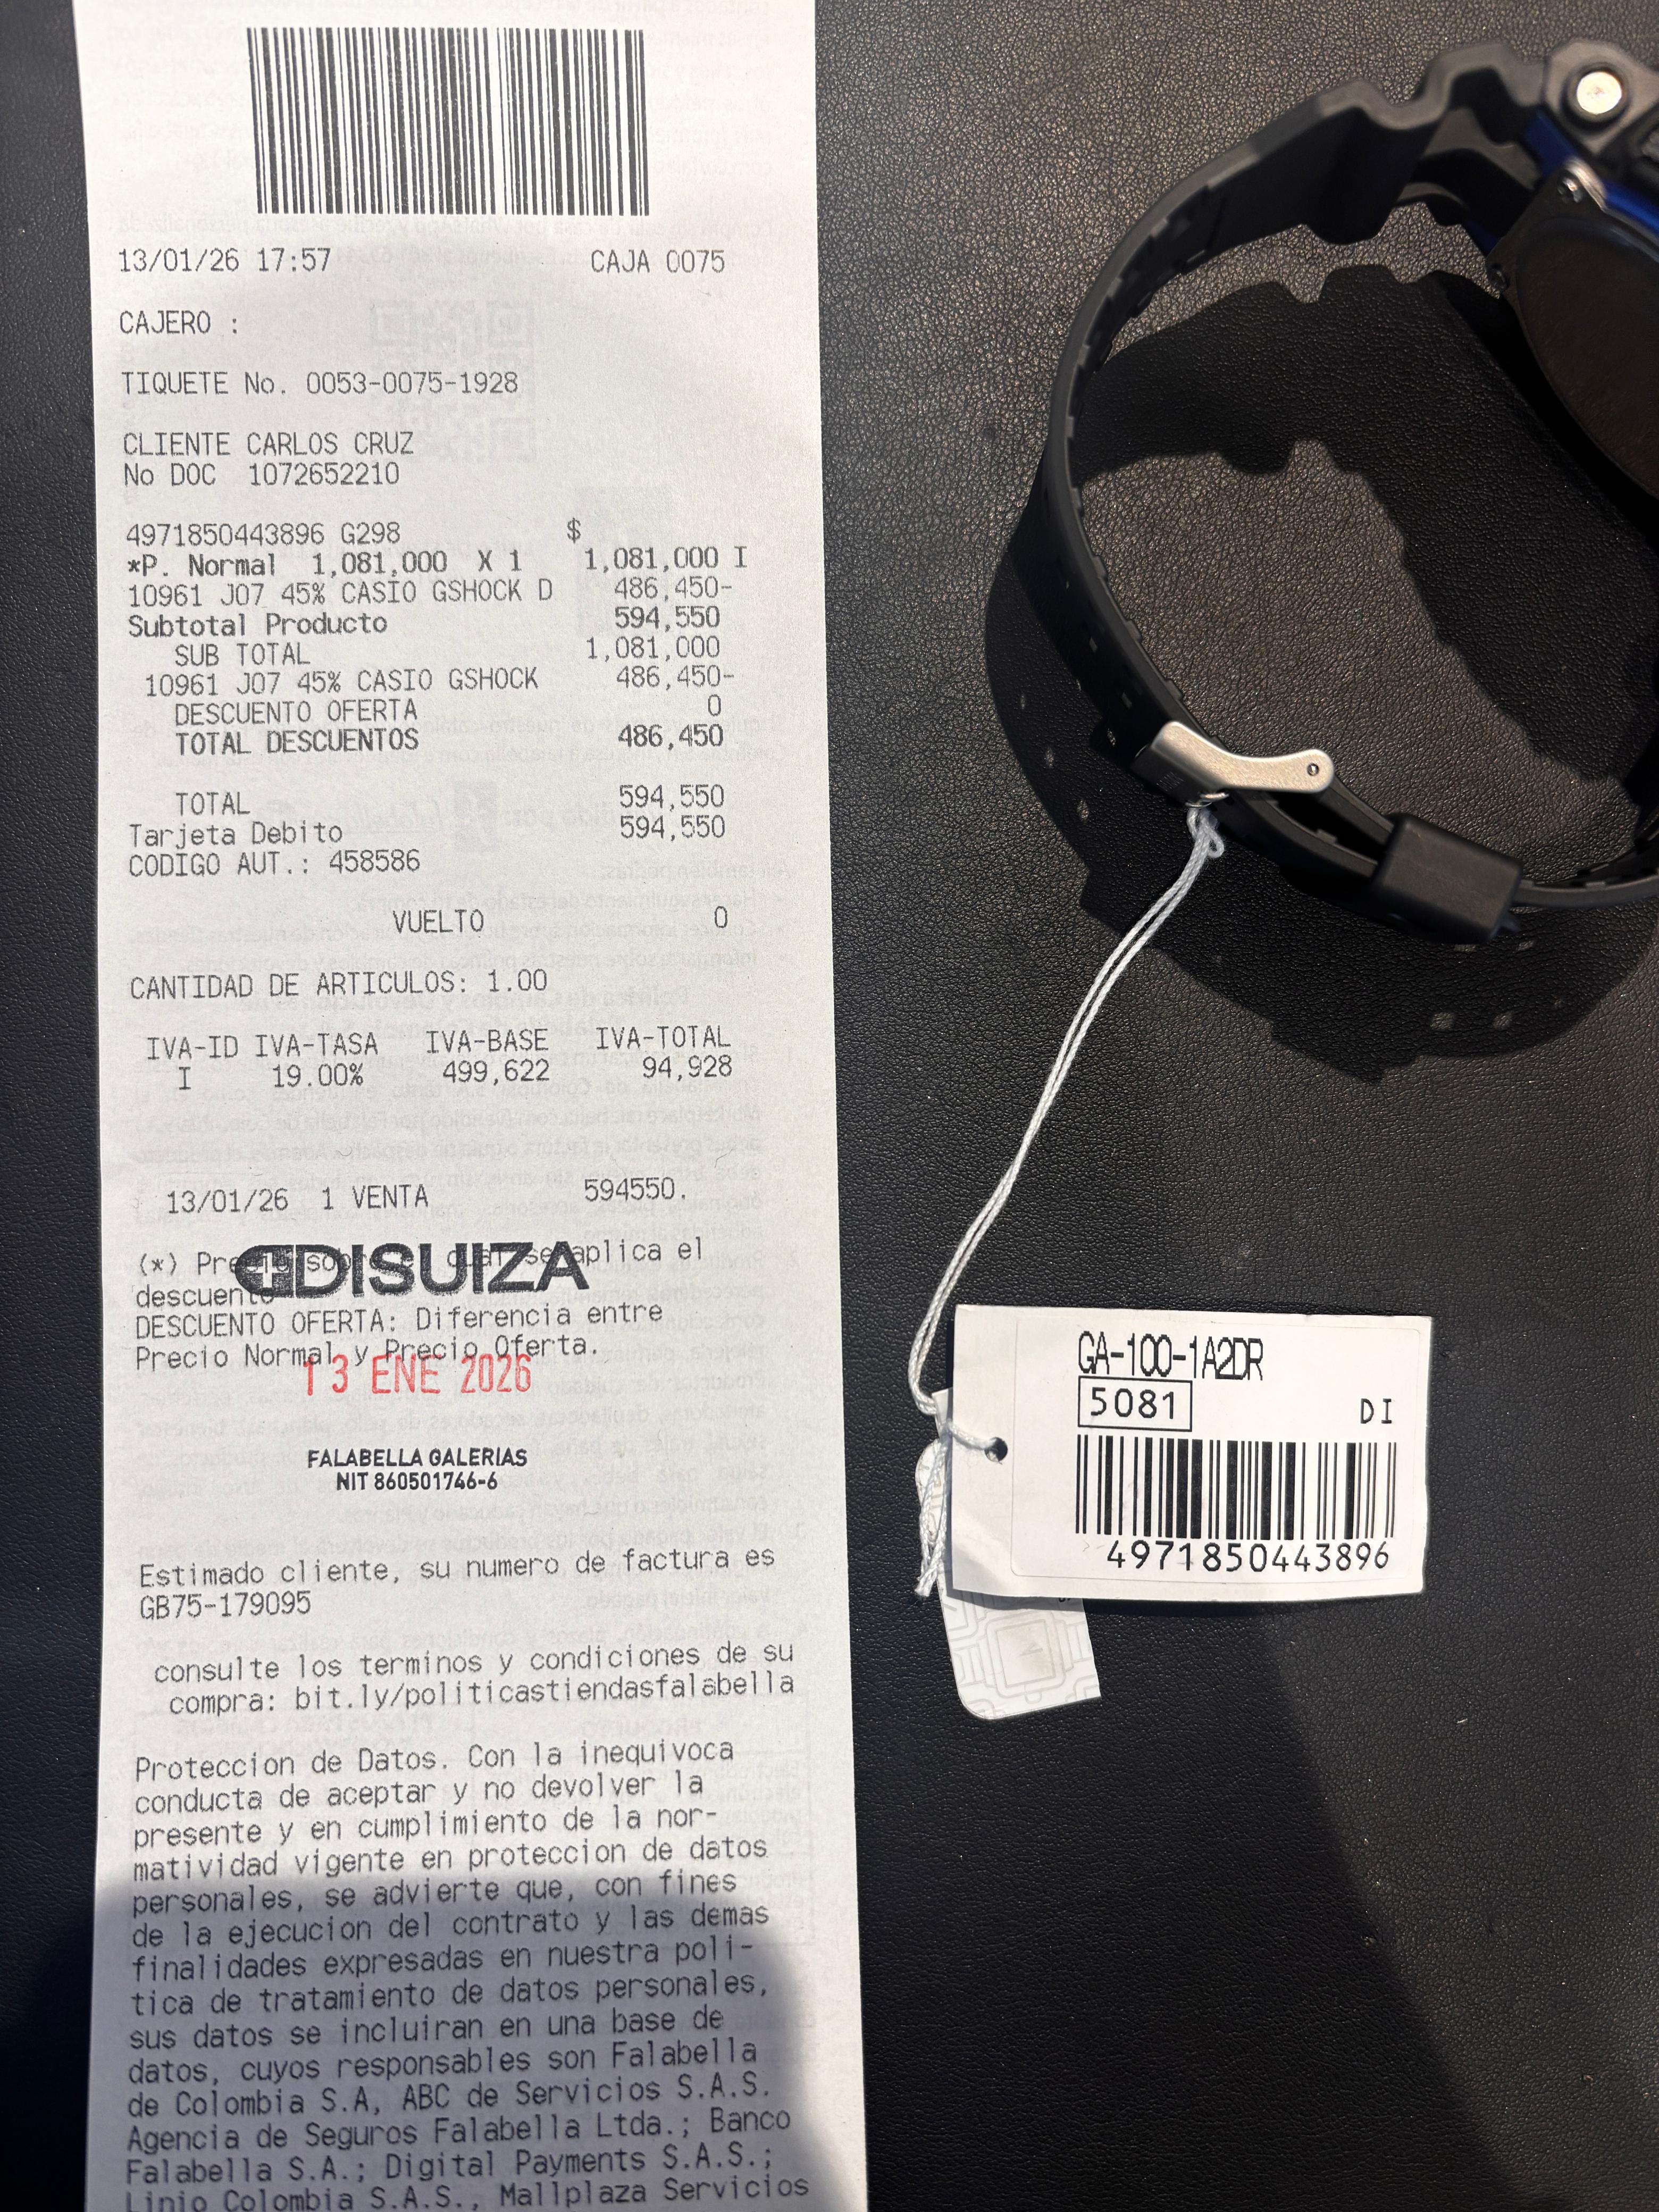 13/01/26 17:57 CAJA 0075
CAJERO :
TIQUETE No. 0053-0075-1928
CLIENTE CARLOS CRUZ
No DOC 1072652210
4971850443896 G298 $
*P. Normal 1,081,000 X 1 1,081,000 I
10961 J07 45% CASIO GSHOCK D 486,450-
Subtotal Producto 594,550
SUB TOTAL 1,081,000
10961 J07 45% CASIO GSHOCK 486,450-
DESCUENTO OFERTA 0
TOTAL DESCUENTOS 486,450
TOTAL 594,550
Tarjeta Debito 594,550
CODIGO AUT.: 458586
VUELTO 0
CANTIDAD DE ARTICULOS: 1.00
IVA-ID IVA-TASA IVA-BASE IVA-TOTAL
I 19.00% 499,622 94,928
13/01/26 1 VENTA 594550.
(*) Precio sobre el cual se aplica el
DISUIZA
descuento
DESCUENTO OFERTA: Diferencia entre
Precio Normal y Precio Oferta.
13 ENE 2026
FALABELLA GALERIAS
NIT 860501746-6
Estimado cliente, su numero de factura es
GB75-179095
consulte los terminos y condiciones de su
compra: bit.ly/politicastiendasfalabella
Proteccion de Datos. Con la inequivoca
conducta de aceptar y no devolver la
presente y en cumplimiento de la nor-
matividad vigente en proteccion de datos
personales, se advierte que, con fines
de la ejecucion del contrato y las demas
finalidades expresadas en nuestra poli-
tica de tratamiento de datos personales,
sus datos se incluiran en una base de
datos, cuyos responsables son Falabella
de Colombia S.A, ABC de Servicios S.A.S.
Agencia de Seguros Falabella Ltda.; Banco
Falabella S.A.; Digital Payments S.A.S.;
Linio Colombia S.A.S., Mallplaza Servicios
GA-100-1A2DR
5081 DI
4971850443896